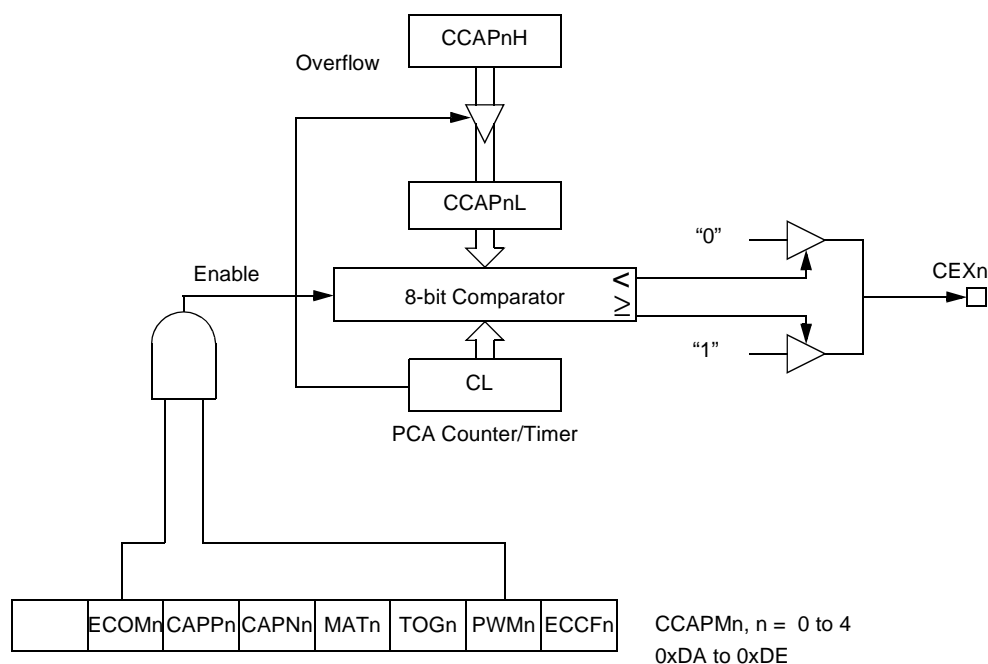 CCAPnH
Overflow
CCAPnL
“0”
Enable
CEXn
8-bit Comparator
<
≥
“1”
CL
PCA Counter/Timer
ECOMn CAPPn CAPNn MATn TOGn PWMn ECCFn
CCAPMn, n = 0 to 4
0xDA to 0xDE